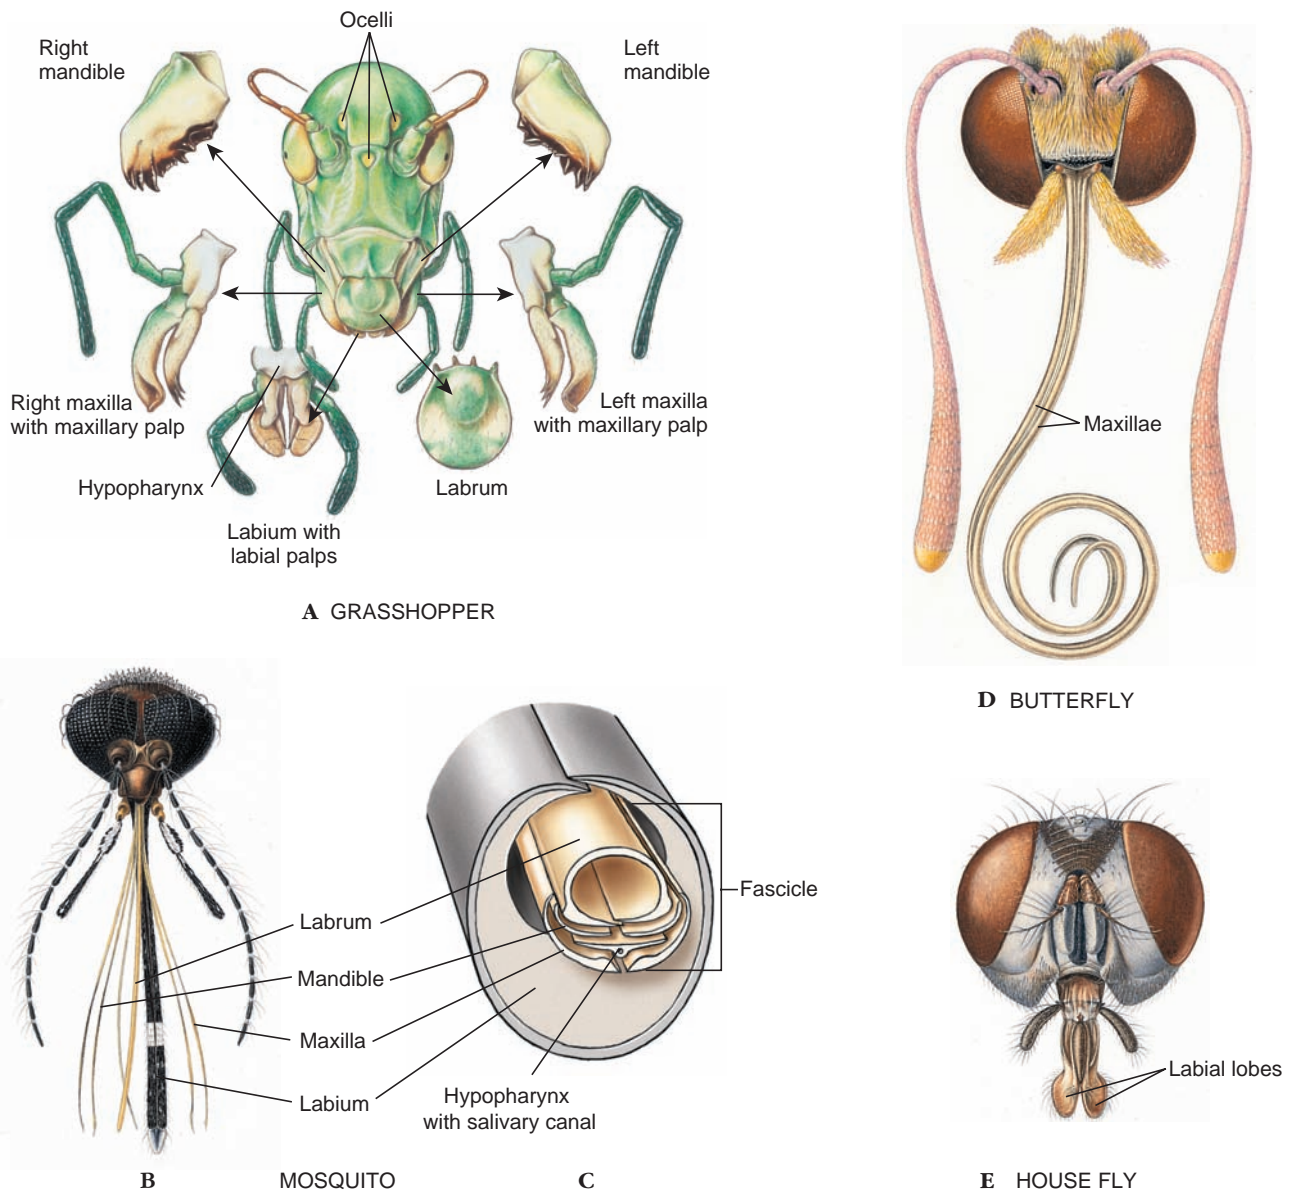 Ocelli
Right
mandible
Left
mandible
Right maxilla
with maxillary palp
Left maxilla
with maxillary palp
Hypopharynx
Labrum
Labium with
labial palps
A GRASSHOPPER
Maxillae
D BUTTERFLY
Labrum
Mandible
Maxilla
Labium
Fascicle
Hypopharynx
with salivary canal
B MOSQUITO C
Labial lobes
E HOUSE FLY